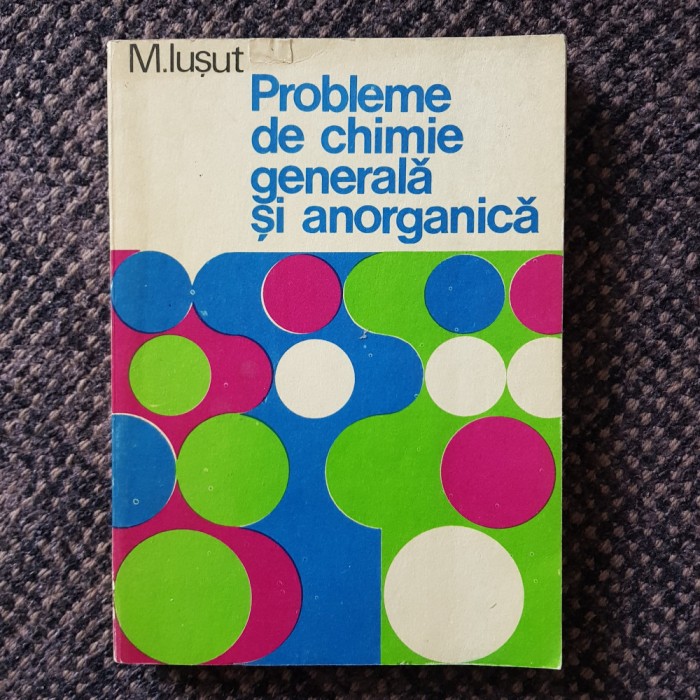 M.Iușut
Probleme
de chimie
generală
și anorganică